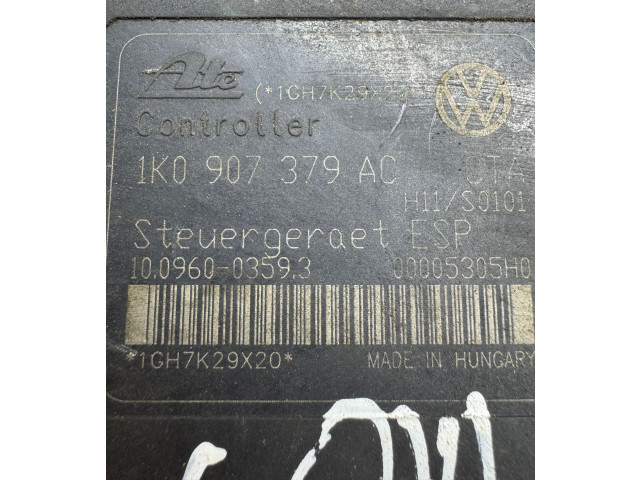 Ate (*1GH7K29X20*)
Controller
1K0 907 379 AC OTA
H11/S0101
Steuergeraet ESP
10.0960-0359.3 00005305H0
*1GH7K29X20* MADE IN HUNGARY